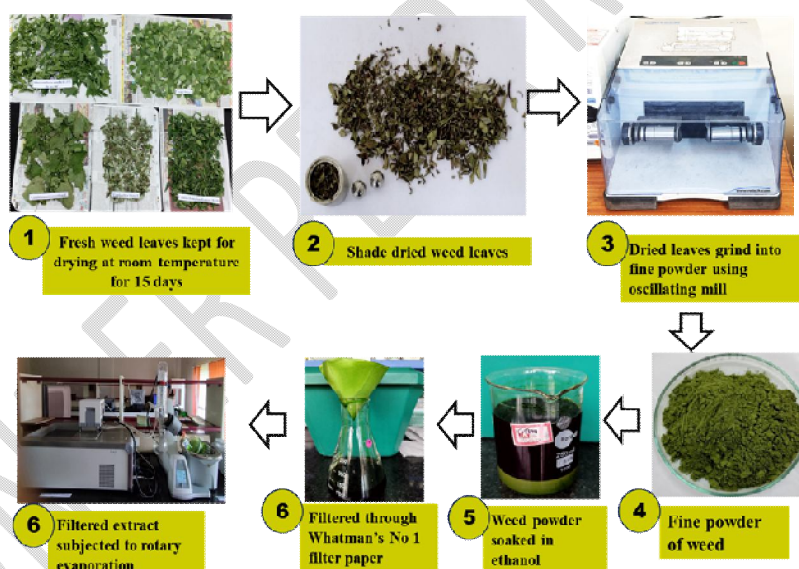 1
Fresh weed leaves kept for
drying at room temperature
for 15 days
2
Shade dried weed leaves
3
Dried leaves grind into
fine powder using
oscillating mill
6
Filtered extract
subjected to rotary
evaporation
6
Filtered through
Whatman's No 1
filter paper
5
Weed powder
soaked in
ethanol
4
Fine powder
of weed